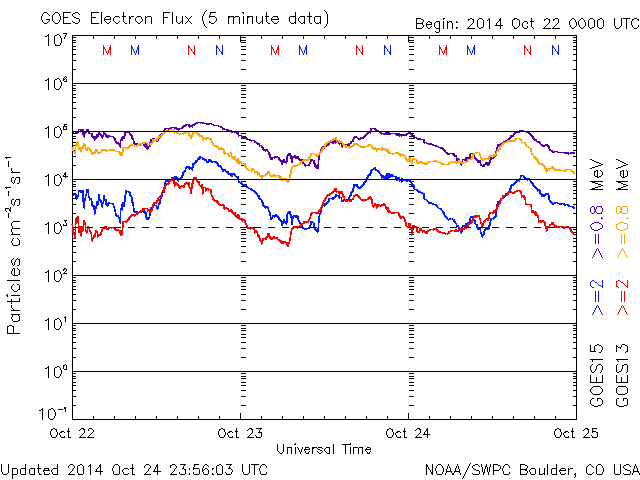 GOES Electron Flux (5 minute data)
Begin: 2014 Oct 22 0000 UTC
M M N N M M N N M M N N
10⁷
10⁶
10⁵
10⁴
10³
10²
10¹
10⁰
10⁻¹
Particles cm⁻²s⁻¹sr⁻¹
Oct 22 Oct 23 Oct 24 Oct 25
Universal Time
GOES15 >=2 >=0.8 MeV
GOES13 >=2 >=0.8 MeV
Updated 2014 Oct 24 23:56:03 UTC
NOAA/SWPC Boulder, CO USA